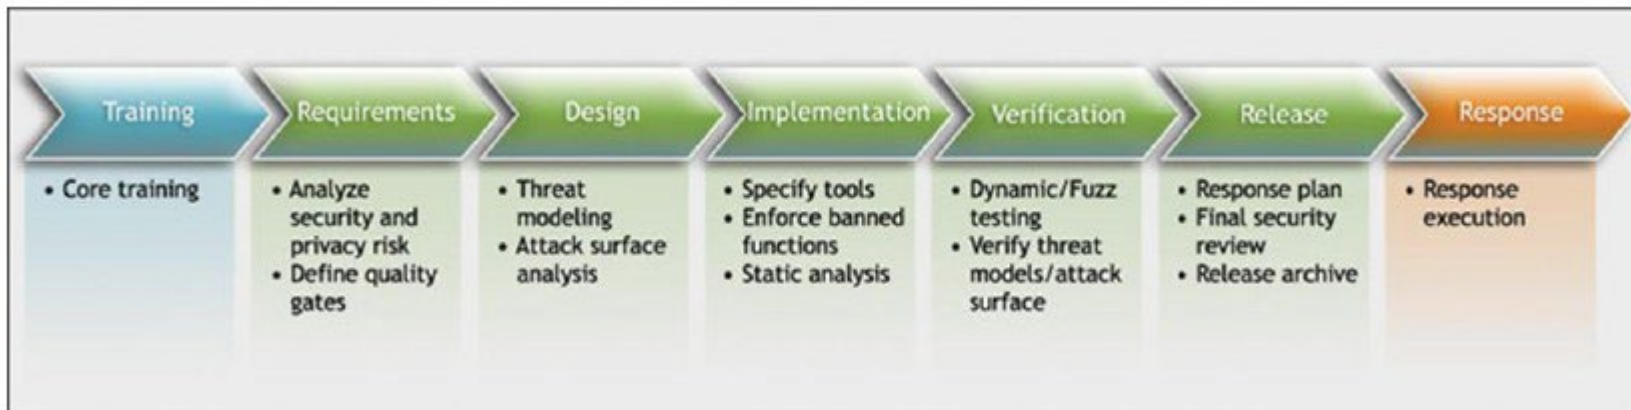 Training
Requirements
Design
Implementation
Verification
Release
Response
• Core training
• Analyze
security and
privacy risk
• Define quality
gates
• Threat
modeling
• Attack surface
analysis
• Specify tools
• Enforce banned
functions
• Static analysis
• Dynamic/Fuzz
testing
• Verify threat
models/attack
surface
• Response plan
• Final security
review
• Release archive
• Response
execution